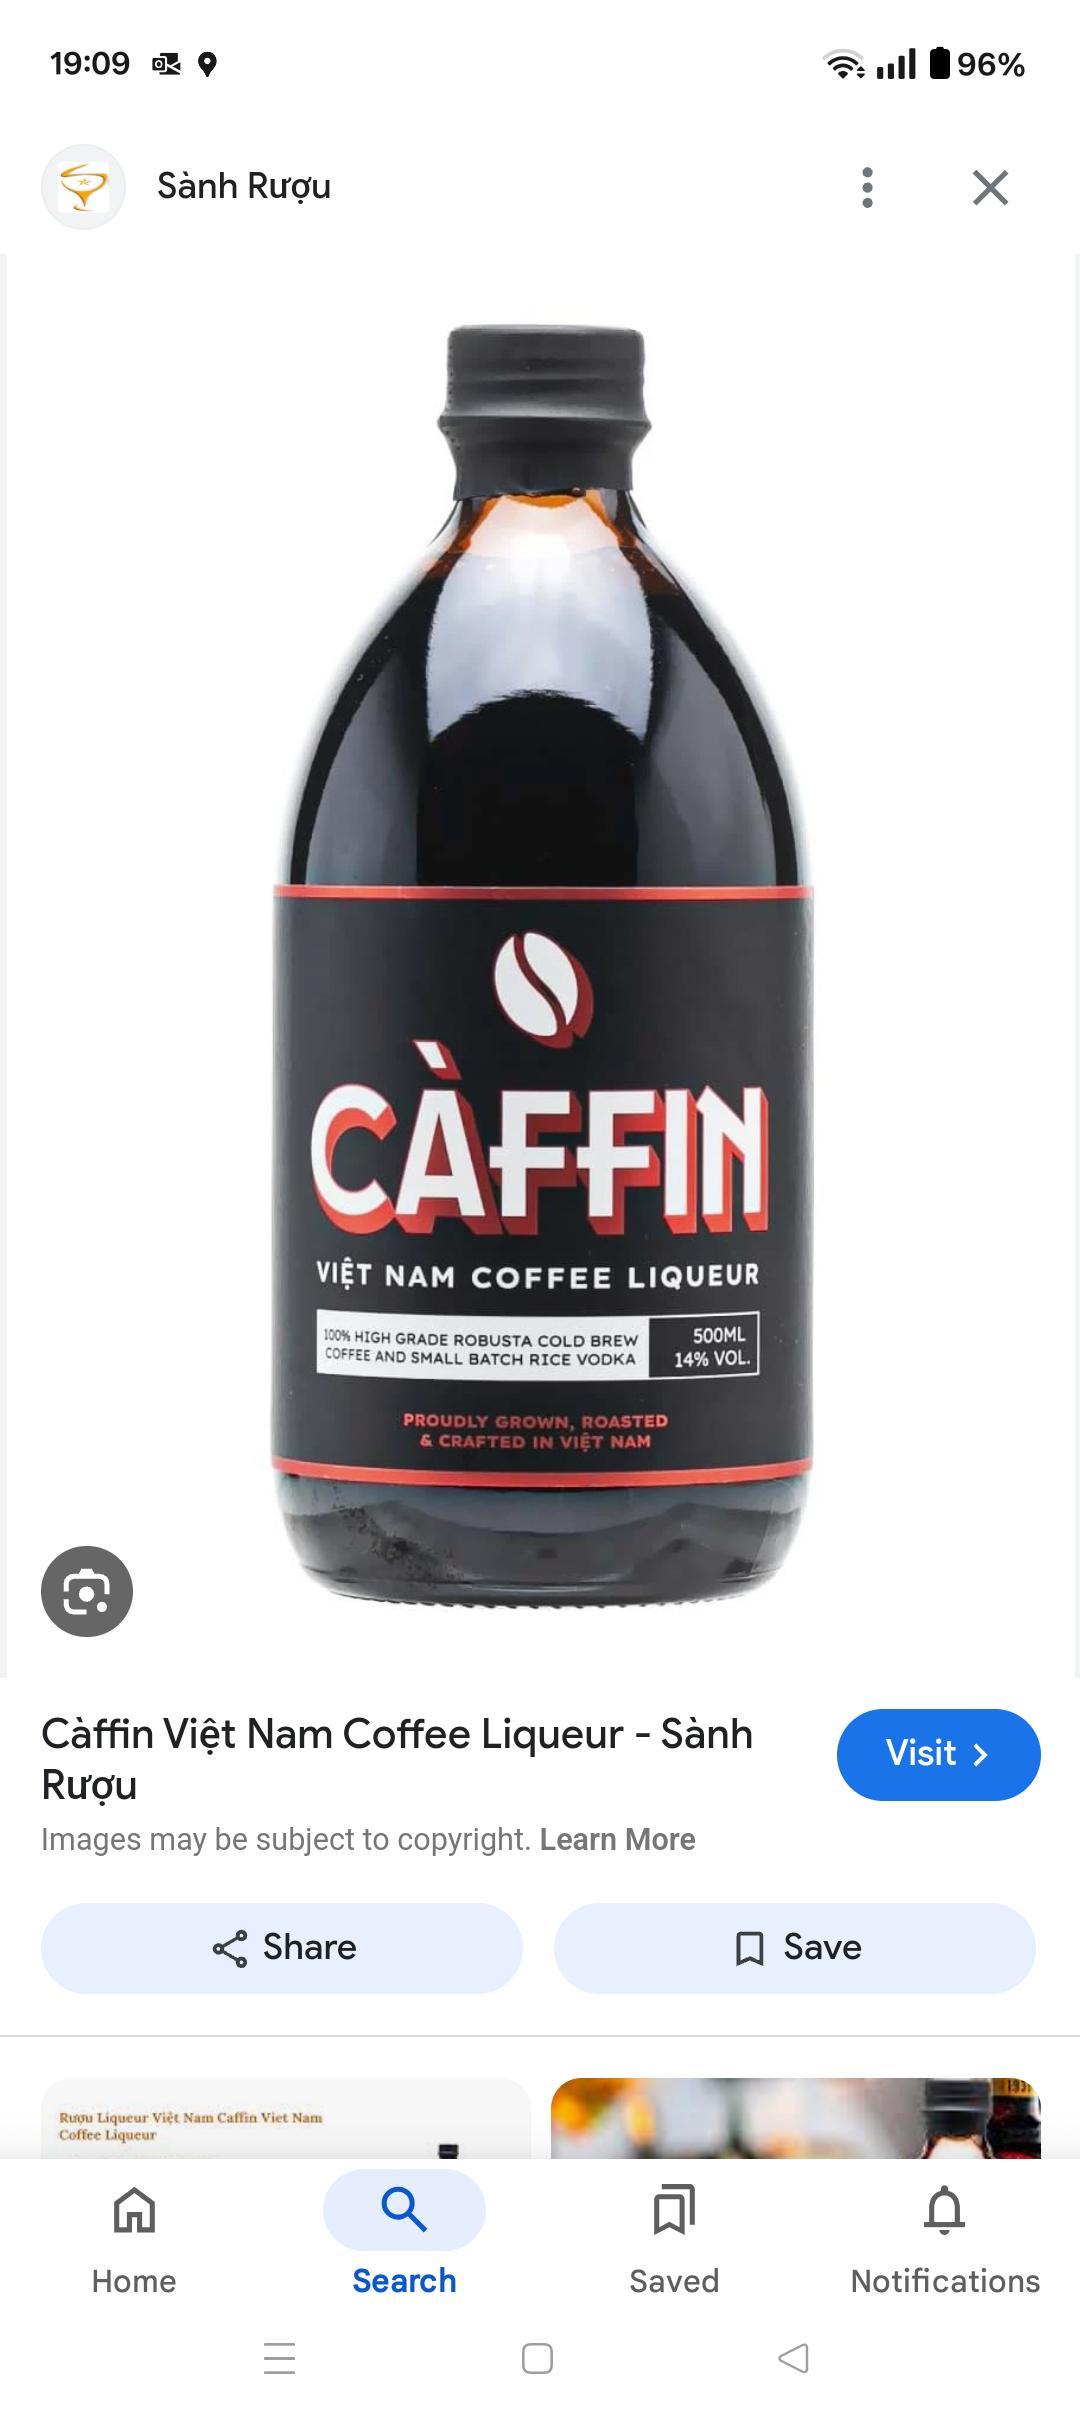 19:09
96%
Sành Rượu
CÀFFIN
VIỆT NAM COFFEE LIQUEUR
100% HIGH GRADE ROBUSTA COLD BREW
COFFEE AND SMALL BATCH RICE VODKA
500ML
14% VOL.
PROUDLY GROWN, ROASTED
& CRAFTED IN VIỆT NAM
Càffin Việt Nam Coffee Liqueur - Sành
Rượu
Visit
Images may be subject to copyright. Learn More
Share
Save
Rượu Liqueur Việt Nam Caffin Viet Nam
Coffee Liqueur
Home
Search
Saved
Notifications